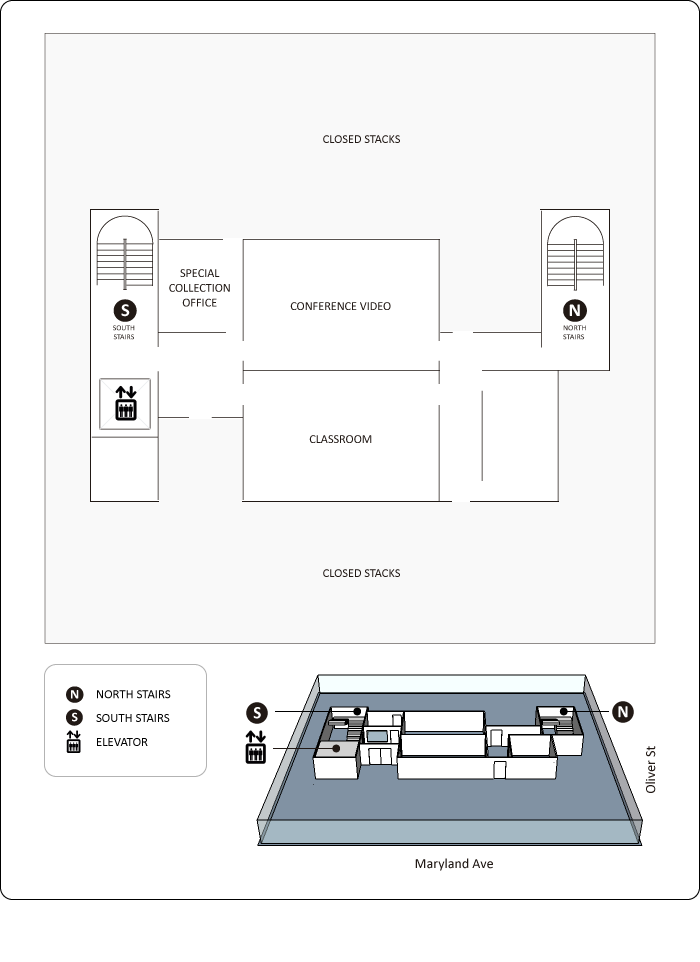 CLOSED STACKS
SPECIAL
COLLECTION
OFFICE
CONFERENCE VIDEO
S
SOUTH
STAIRS
N
NORTH
STAIRS
CLASSROOM
CLOSED STACKS
N NORTH STAIRS
S SOUTH STAIRS
ELEVATOR
S
N
Oliver St
Maryland Ave